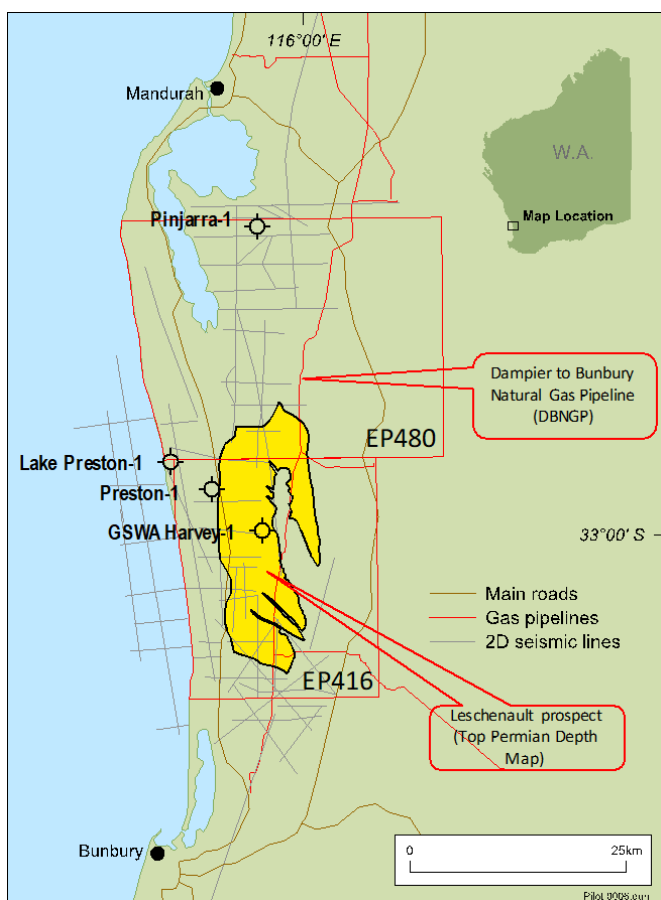 116°00' E
Mandurah
W.A.
Map Location
Pinjarra-1
Dampier to Bunbury
Natural Gas Pipeline
(DBNGP)
EP480
Lake Preston-1
Preston-1
GSWA Harvey-1
33°00' S
Main roads
Gas pipelines
2D seismic lines
EP416
Leschenault prospect
(Top Permian Depth
Map)
Bunbury
0
25km